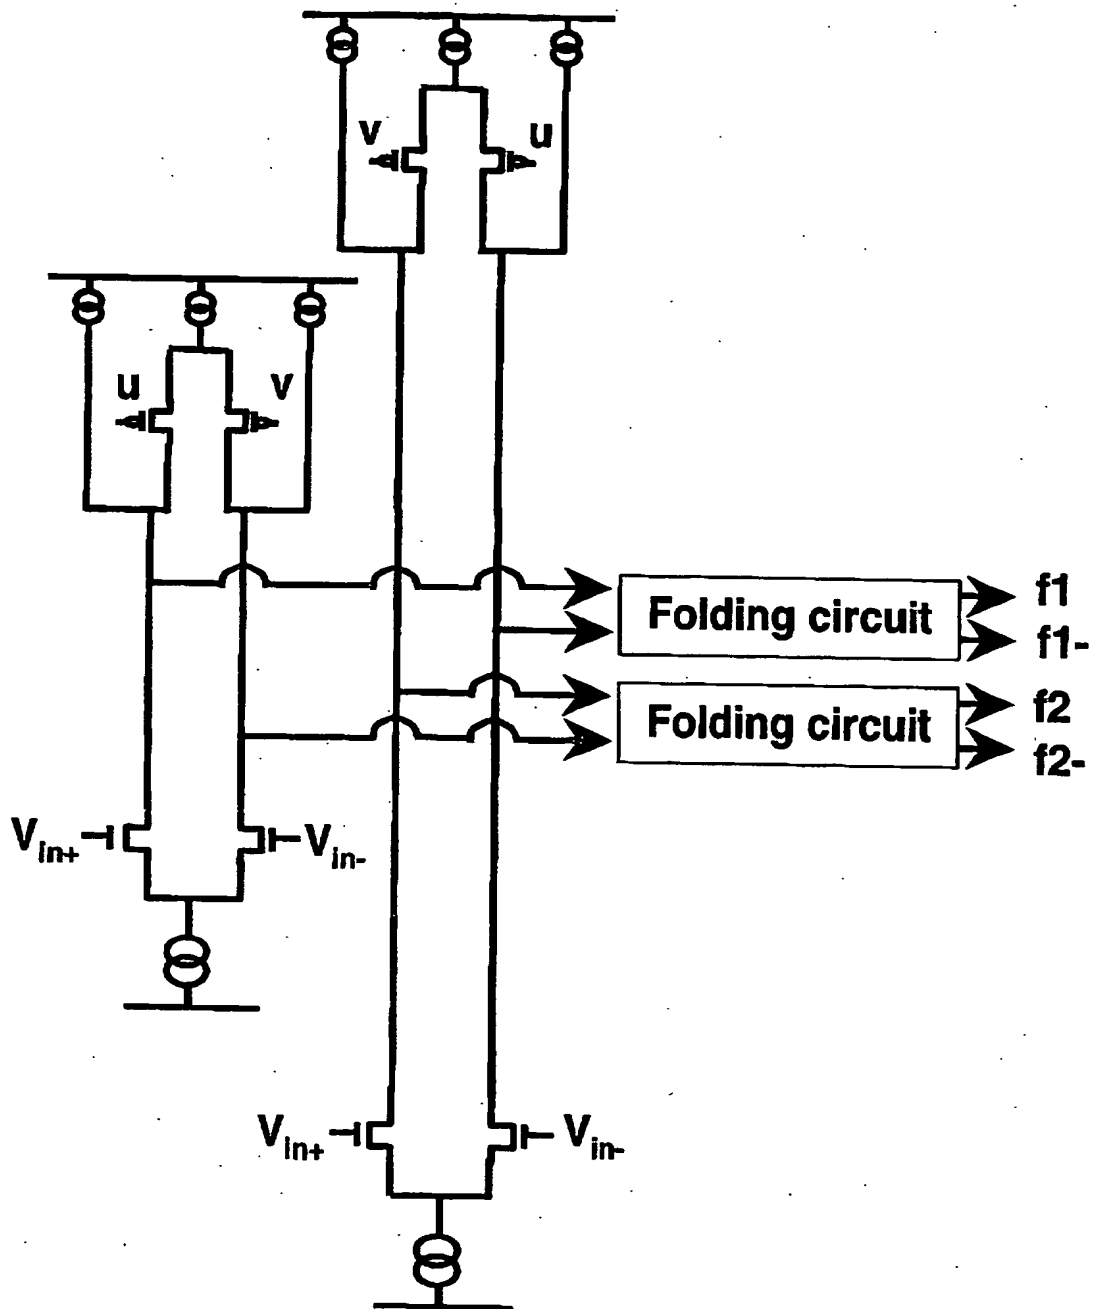 v
u
u
v
Folding circuit
f1
f1-
Folding circuit
f2
f2-
Vin+
Vin-
Vin+
Vin-